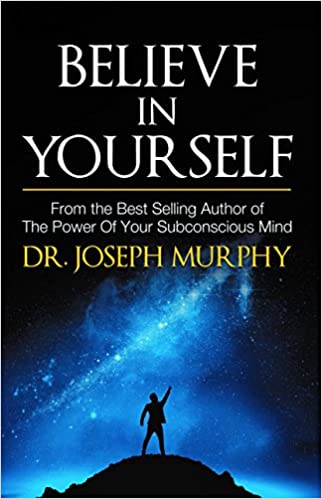 BELIEVE
IN
YOURSELF
From the Best Selling Author of
The Power Of Your Subconscious Mind
DR. JOSEPH MURPHY